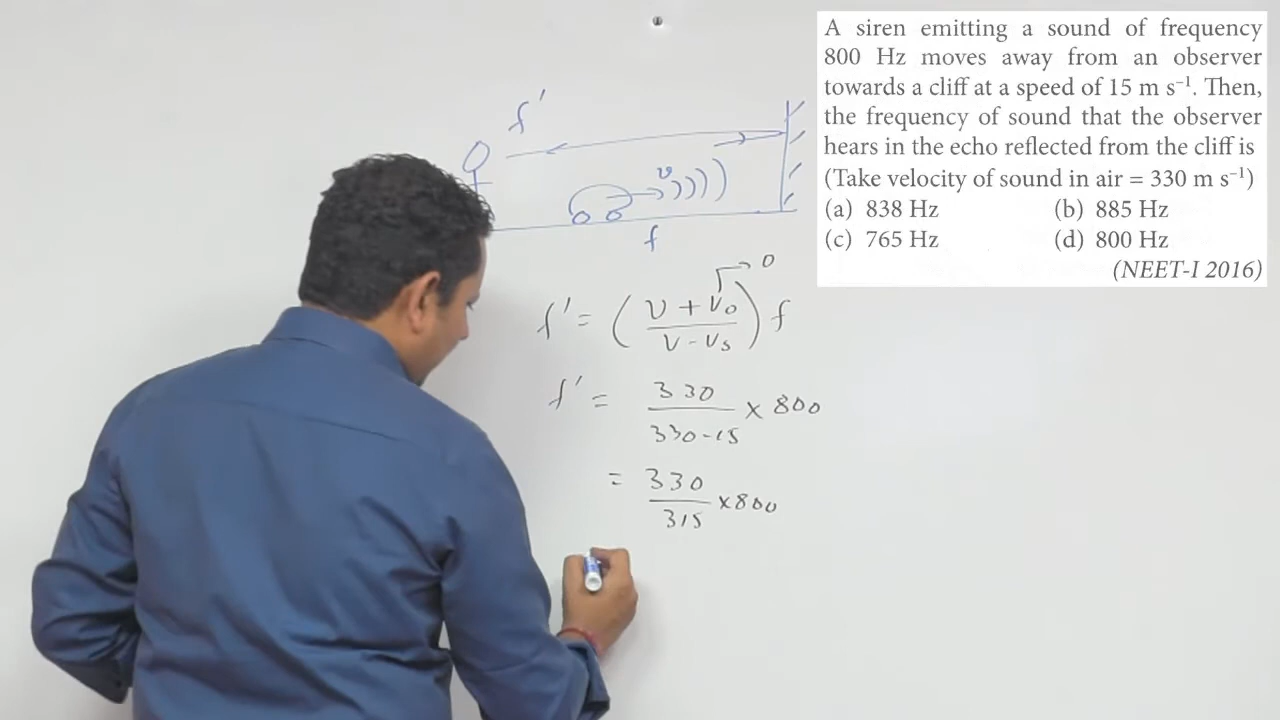 A siren emitting a sound of frequency
800 Hz moves away from an observer
towards a cliff at a speed of 15 m s⁻¹. Then,
the frequency of sound that the observer
hears in the echo reflected from the cliff is
(Take velocity of sound in air = 330 m s⁻¹)
(a) 838 Hz (b) 885 Hz
(c) 765 Hz (d) 800 Hz
(NEET-I 2016)
f'
v
f
0
f' = (v + v₀ / v - vₛ) f
f' = 330 / 330-15 × 800
= 330 / 315 × 800